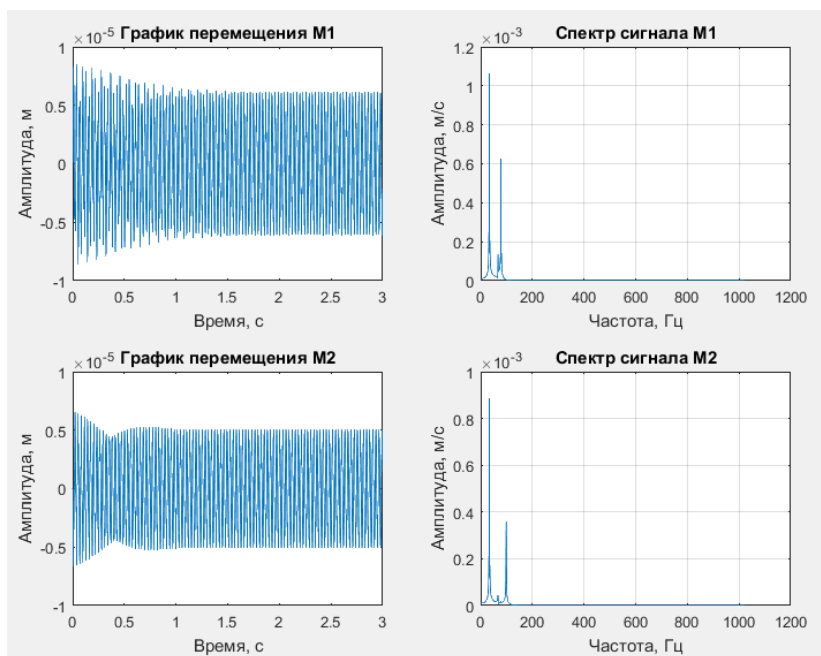 График перемещения М1
×10^-5
1
0.5
0
-0.5
-1
Амплитуда, м
0 0.5 1 1.5 2 2.5 3
Время, с
Спектр сигнала М1
×10^-3
1.2
1
0.8
0.6
0.4
0.2
0
Амплитуда, м/с
0 200 400 600 800 1000 1200
Частота, Гц
График перемещения М2
×10^-5
1
0.5
0
-0.5
-1
Амплитуда, м
0 0.5 1 1.5 2 2.5 3
Время, с
Спектр сигнала М2
×10^-3
1
0.8
0.6
0.4
0.2
0
Амплитуда, м/с
0 200 400 600 800 1000 1200
Частота, Гц